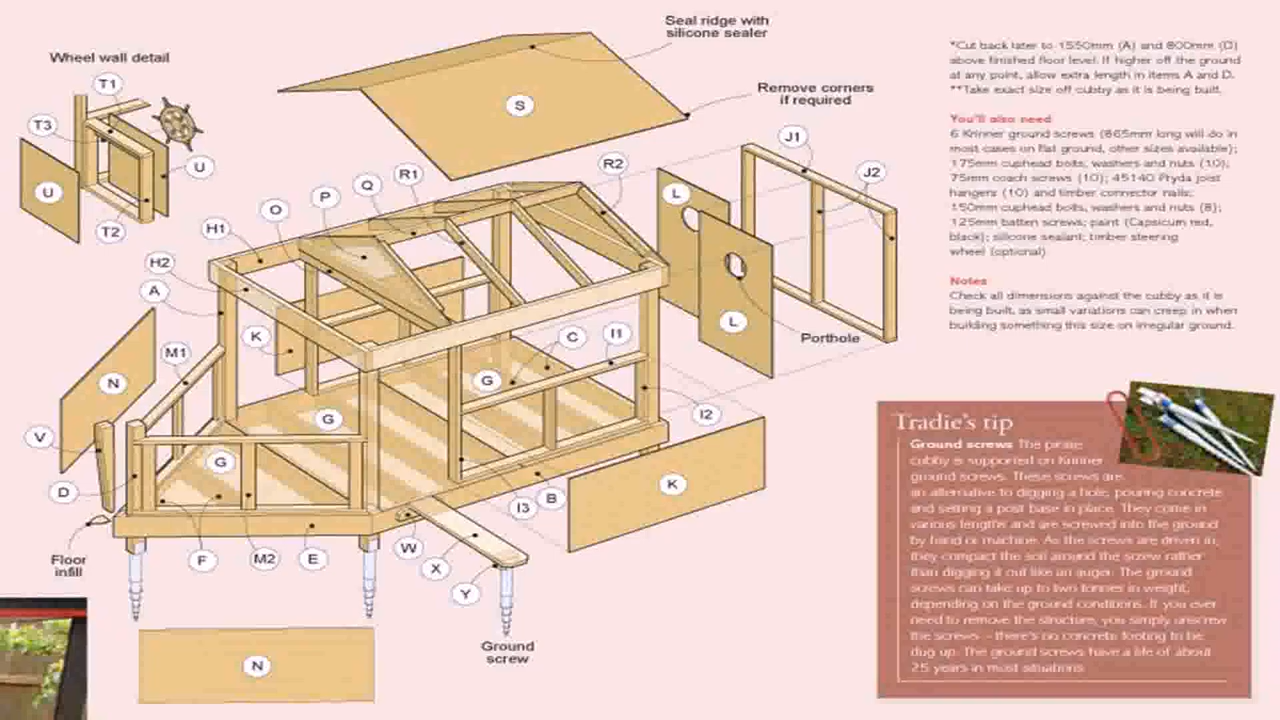 Seal ridge with
silicone sealer
Wheel wall detail
T1
T3
U
U
T2
S
Remove corners
if required
J1
J2
R2
R1
Q
P
O
H1
H2
A
L
L
Porthole
K
M1
N
C
I1
G
G
G
I2
V
D
K
B
I3
Floor
infill
F
M2
E
W
X
Y
Ground
screw
N
*Cut back later to 1550mm (A) and 800mm (D)
above finished floor level. If higher off the ground
at any point, allow extra length in items A and D.
**Take exact size off cubby as it is being built.
You'll also need
6 Krinner ground screws (865mm long will do in
most cases on flat ground, other sizes available);
175mm cuphead bolts, washers and nuts (10);
75mm coach screws (10); 45140 Pryda joist
hangers (10) and timber connector nails;
150mm cuphead bolts, washers and nuts (8);
125mm batten screws; paint (Capsicum red,
black); silicone sealant; timber steering
wheel (optional)
Notes
Check all dimensions against the cubby as it is
being built, as small variations can creep in when
building something this size on irregular ground.
Tradie's tip
Ground screws The pirate
cubby is supported on Krinner
ground screws. These screws are
an alternative to digging a hole, pouring concrete
and setting a post base in place. They come in
various lengths and are screwed into the ground
by hand or machine. As the screws are driven in,
they compact the soil around the screw rather
than digging it out like an auger. The ground
screws can take up to two tonnes in weight,
depending on the ground conditions. If you ever
need to remove the structure, you simply unscrew
the screws – there's no concrete footing to be
dug up. The ground screws have a life of about
25 years in most situations.